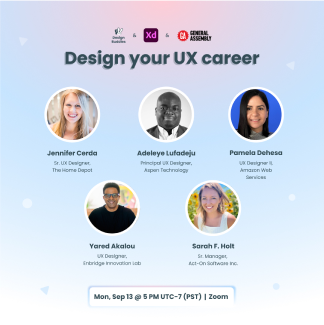 Design
Buddies
& Xd & GA GENERAL
ASSEMBLY
Design your UX career
Jennifer Cerda
Sr. UX Designer,
The Home Depot
Adeleye Lufadeju
Principal UX Designer,
Aspen Technology
Pamela Dehesa
UX Designer II,
Amazon Web
Services
Yared Akalou
UX Designer,
Enbridge Innovation Lab
Sarah F. Holt
Sr. Manager,
Act-On Software Inc.
Mon, Sep 13 @ 5 PM UTC-7 (PST) | Zoom